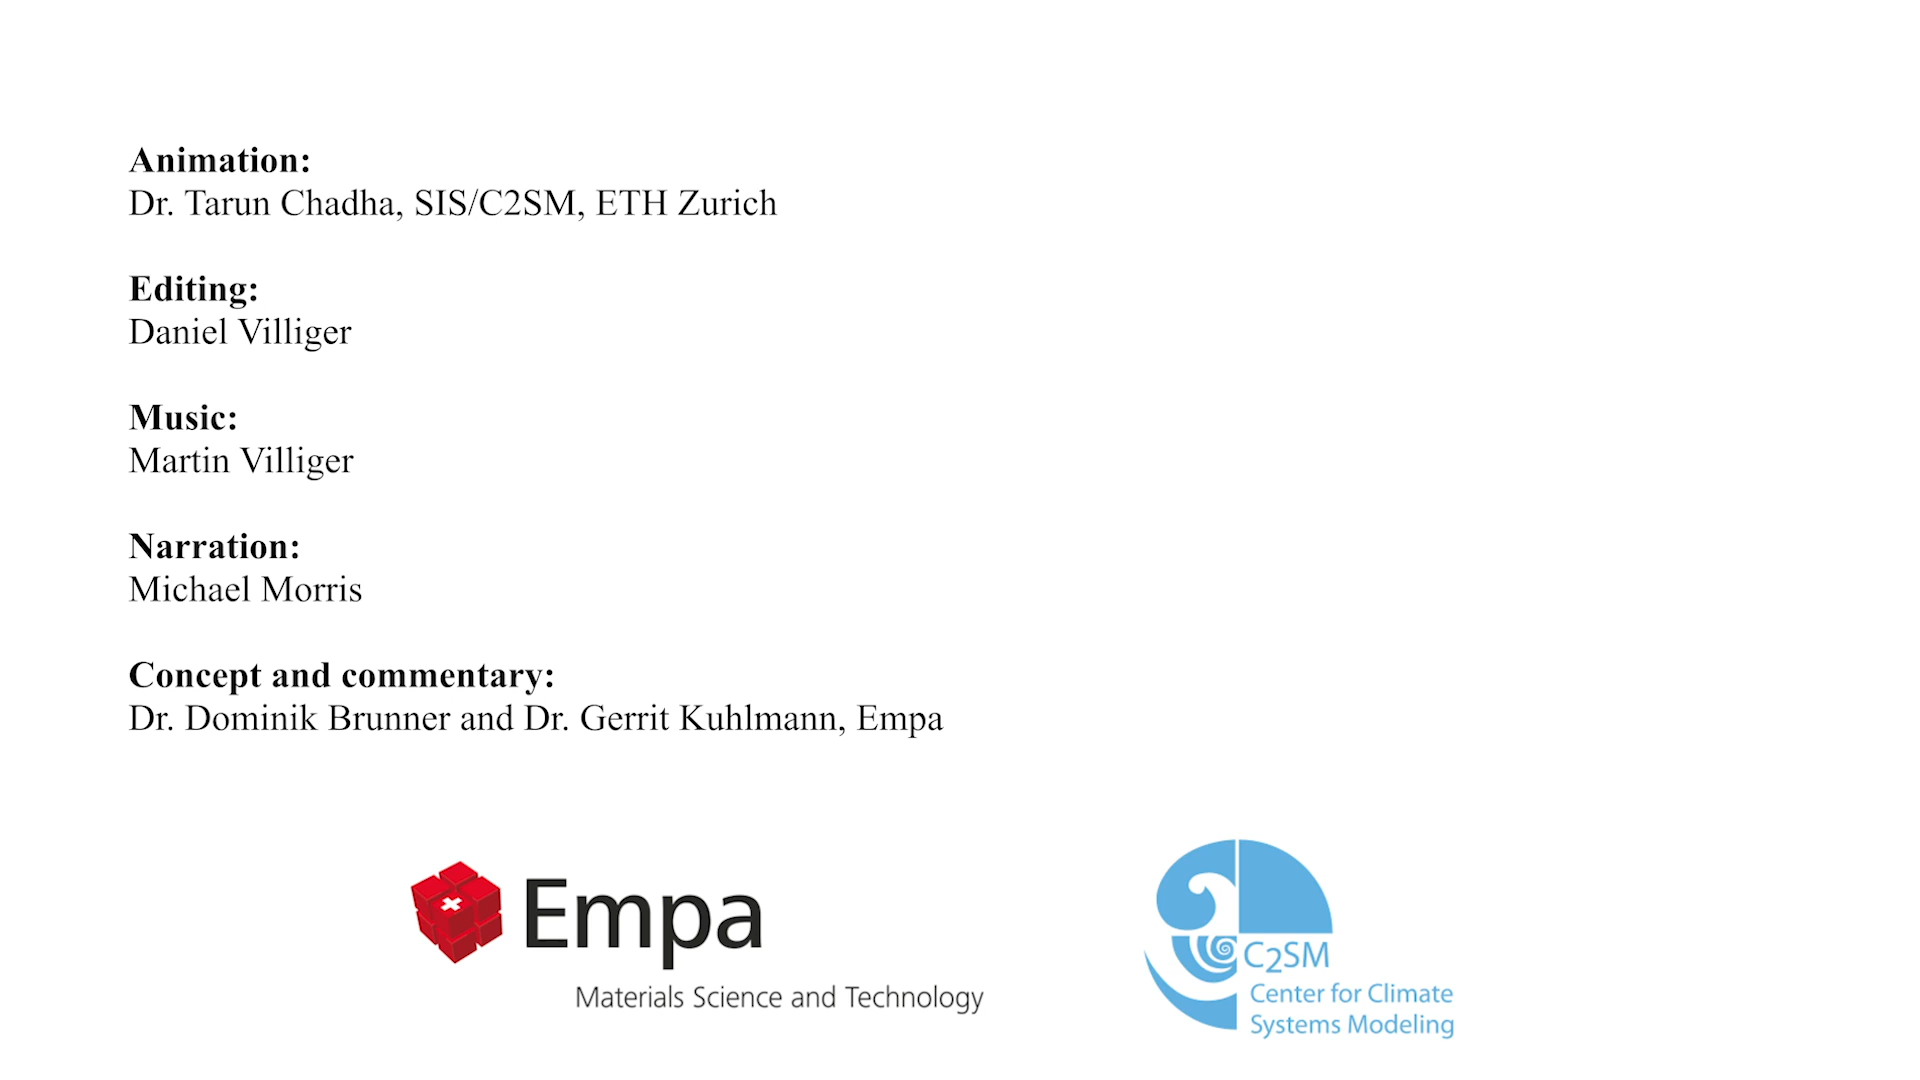 Animation:
Dr. Tarun Chadha, SIS/C2SM, ETH Zurich
Editing:
Daniel Villiger
Music:
Martin Villiger
Narration:
Michael Morris
Concept and commentary:
Dr. Dominik Brunner and Dr. Gerrit Kuhlmann, Empa
Empa
Materials Science and Technology
C2SM
Center for Climate
Systems Modeling